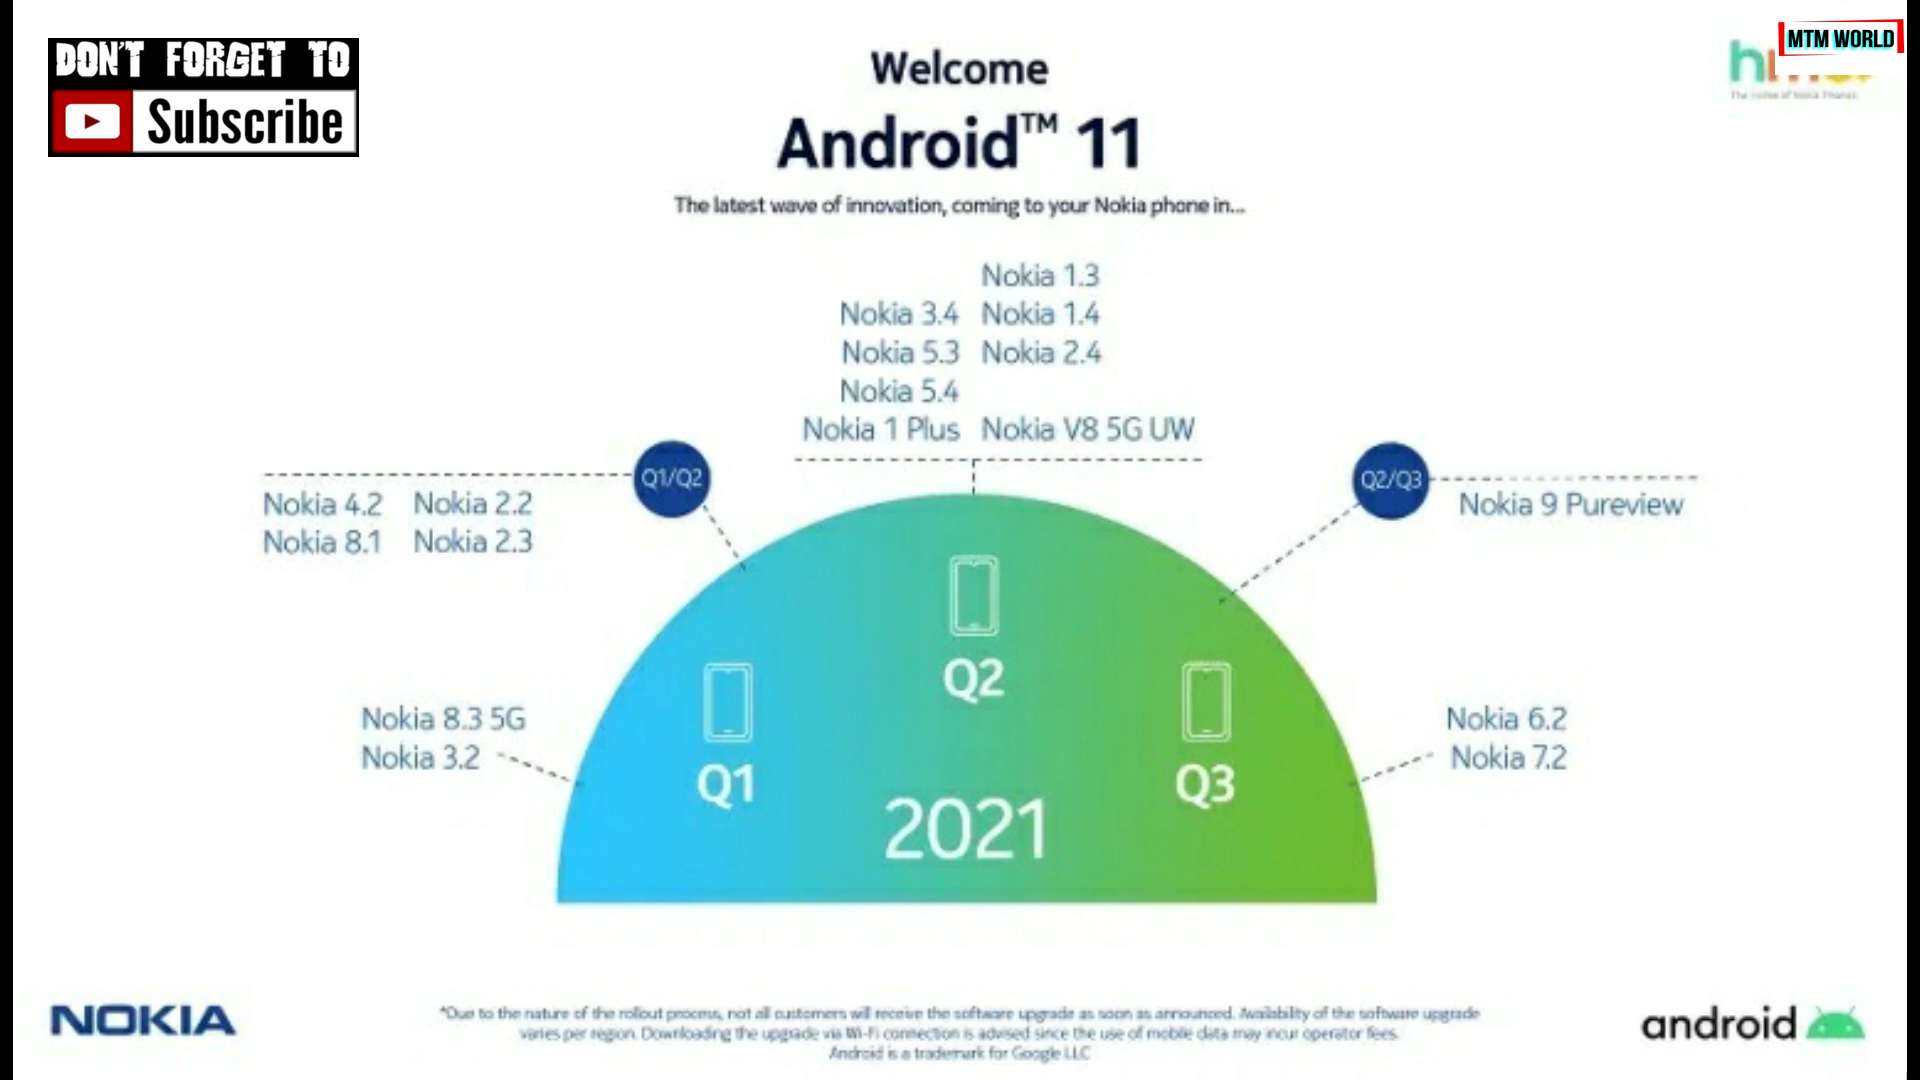 DON'T FORGET TO
Subscribe
MTM WORLD
Welcome
Android™ 11
The latest wave of innovation, coming to your Nokia phone in...
Nokia 1.3
Nokia 3.4 Nokia 1.4
Nokia 5.3 Nokia 2.4
Nokia 5.4
Nokia 1 Plus Nokia V8 5G UW
Q1/Q2
Nokia 4.2 Nokia 2.2
Nokia 8.1 Nokia 2.3
Q2/Q3
Nokia 9 Pureview
Nokia 8.3 5G
Nokia 3.2
Q1
Q2
Q3
2021
Nokia 6.2
Nokia 7.2
NOKIA
*Due to the nature of the rollout process, not all customers will receive the software upgrade as soon as announced. Availability of the software upgrade
varies per region. Downloading the upgrade via Wi-Fi connection is advised since the use of mobile data may incur operator fees.
Android is a trademark for Google LLC
android